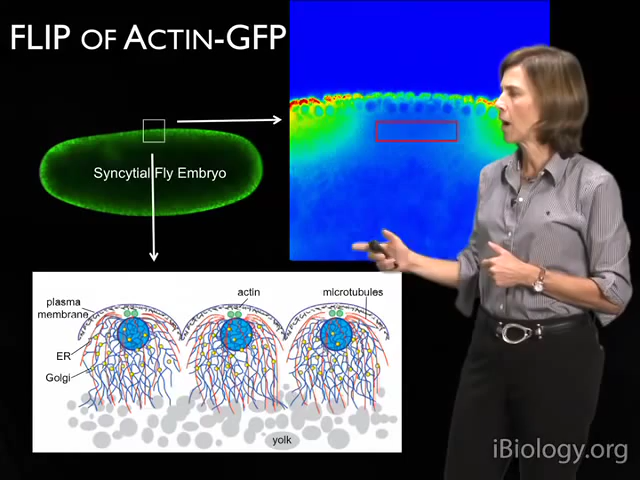 FLIP OF ACTIN-GFP
Syncytial Fly Embryo
plasma
membrane
actin
microtubules
ER
Golgi
yolk
iBiology.org